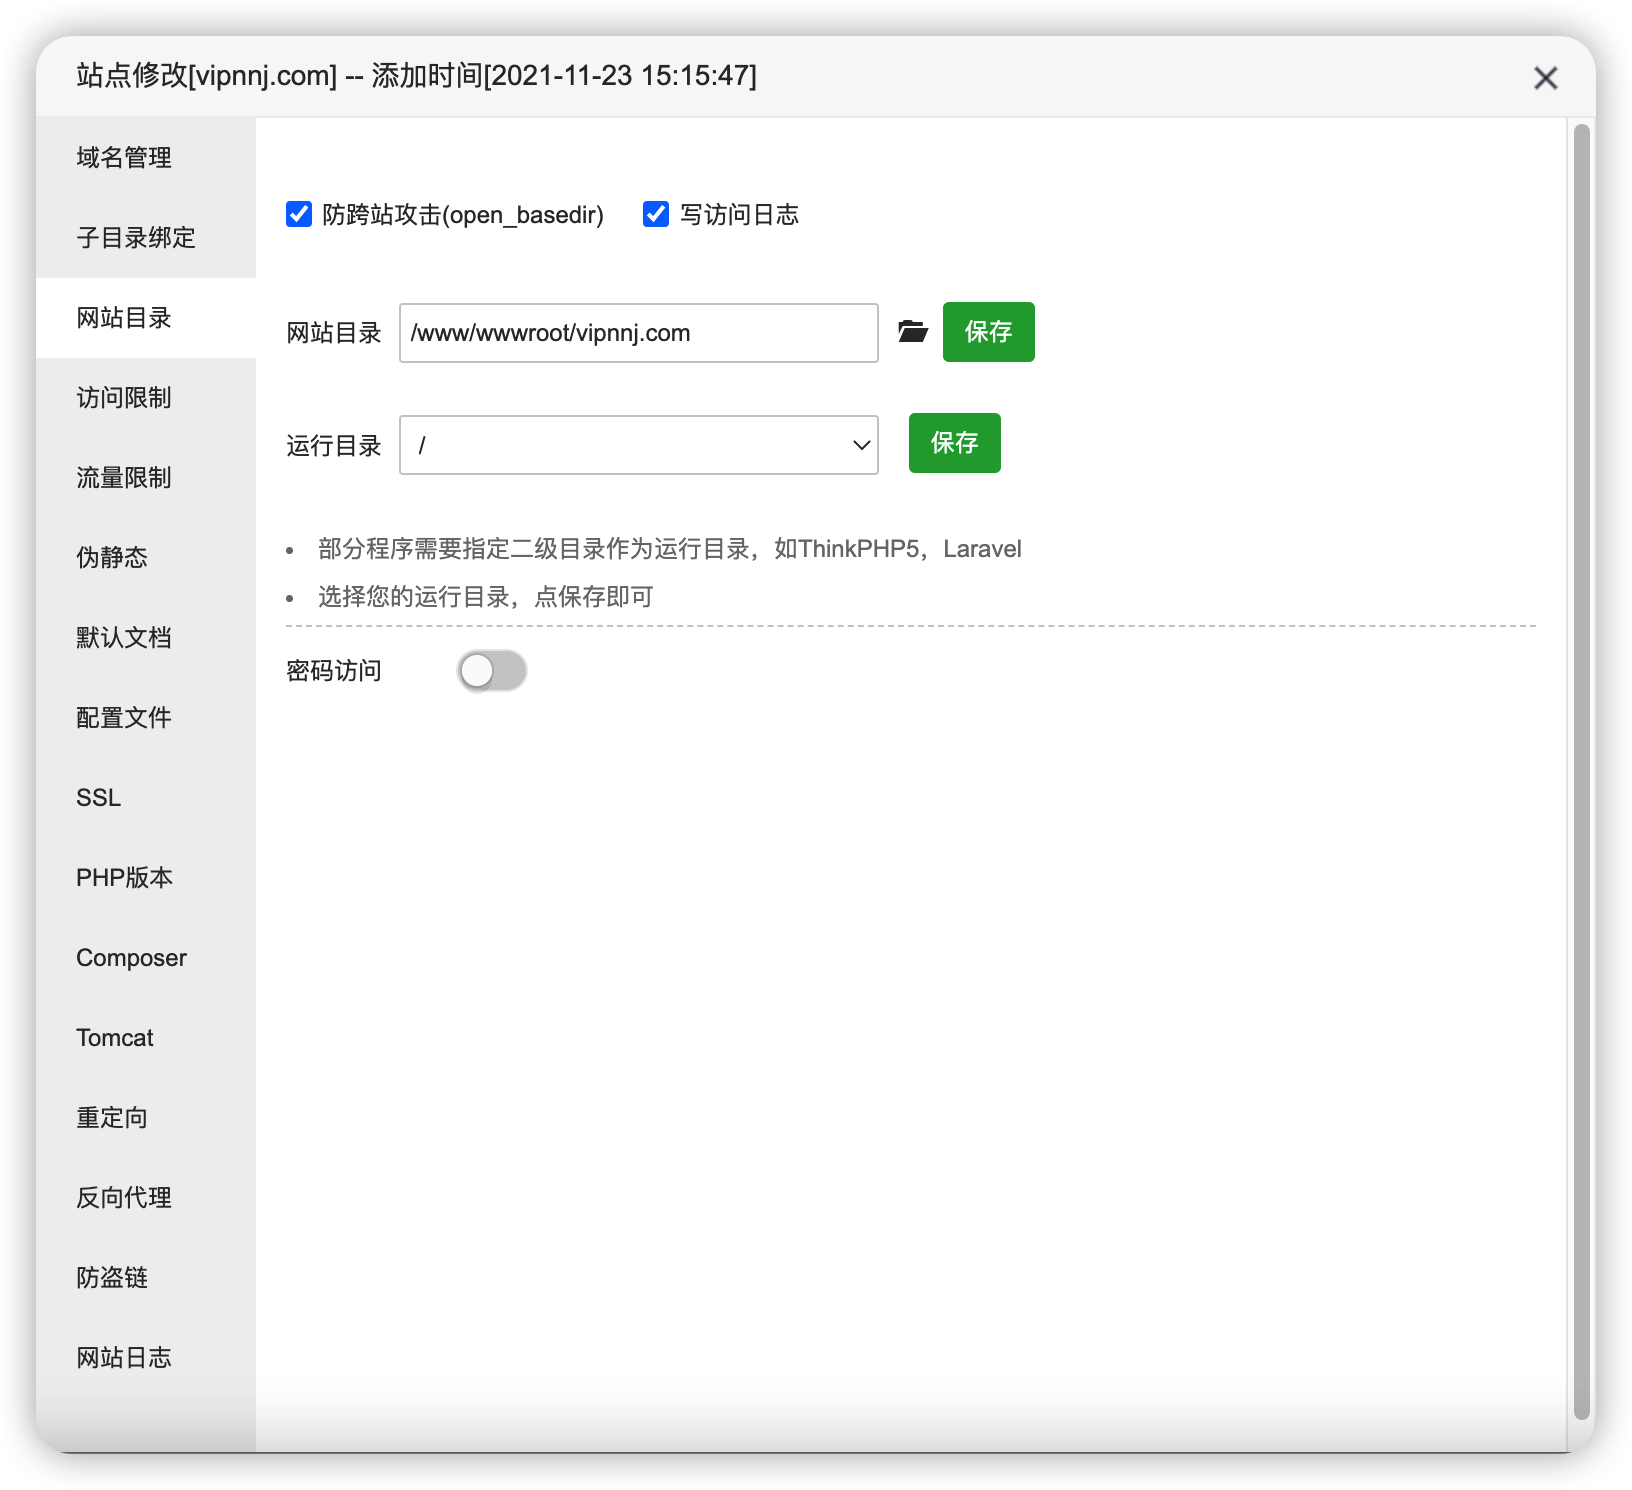 站点修改[vipnnj.com] -- 添加时间[2021-11-23 15:15:47]
域名管理
子目录绑定
网站目录
访问限制
流量限制
伪静态
默认文档
配置文件
SSL
PHP版本
Composer
Tomcat
重定向
反向代理
防盗链
网站日志
防跨站攻击(open_basedir) 写访问日志
网站目录 /www/wwwroot/vipnnj.com 保存
运行目录 / 保存
• 部分程序需要指定二级目录作为运行目录，如ThinkPHP5，Laravel
• 选择您的运行目录，点保存即可
密码访问